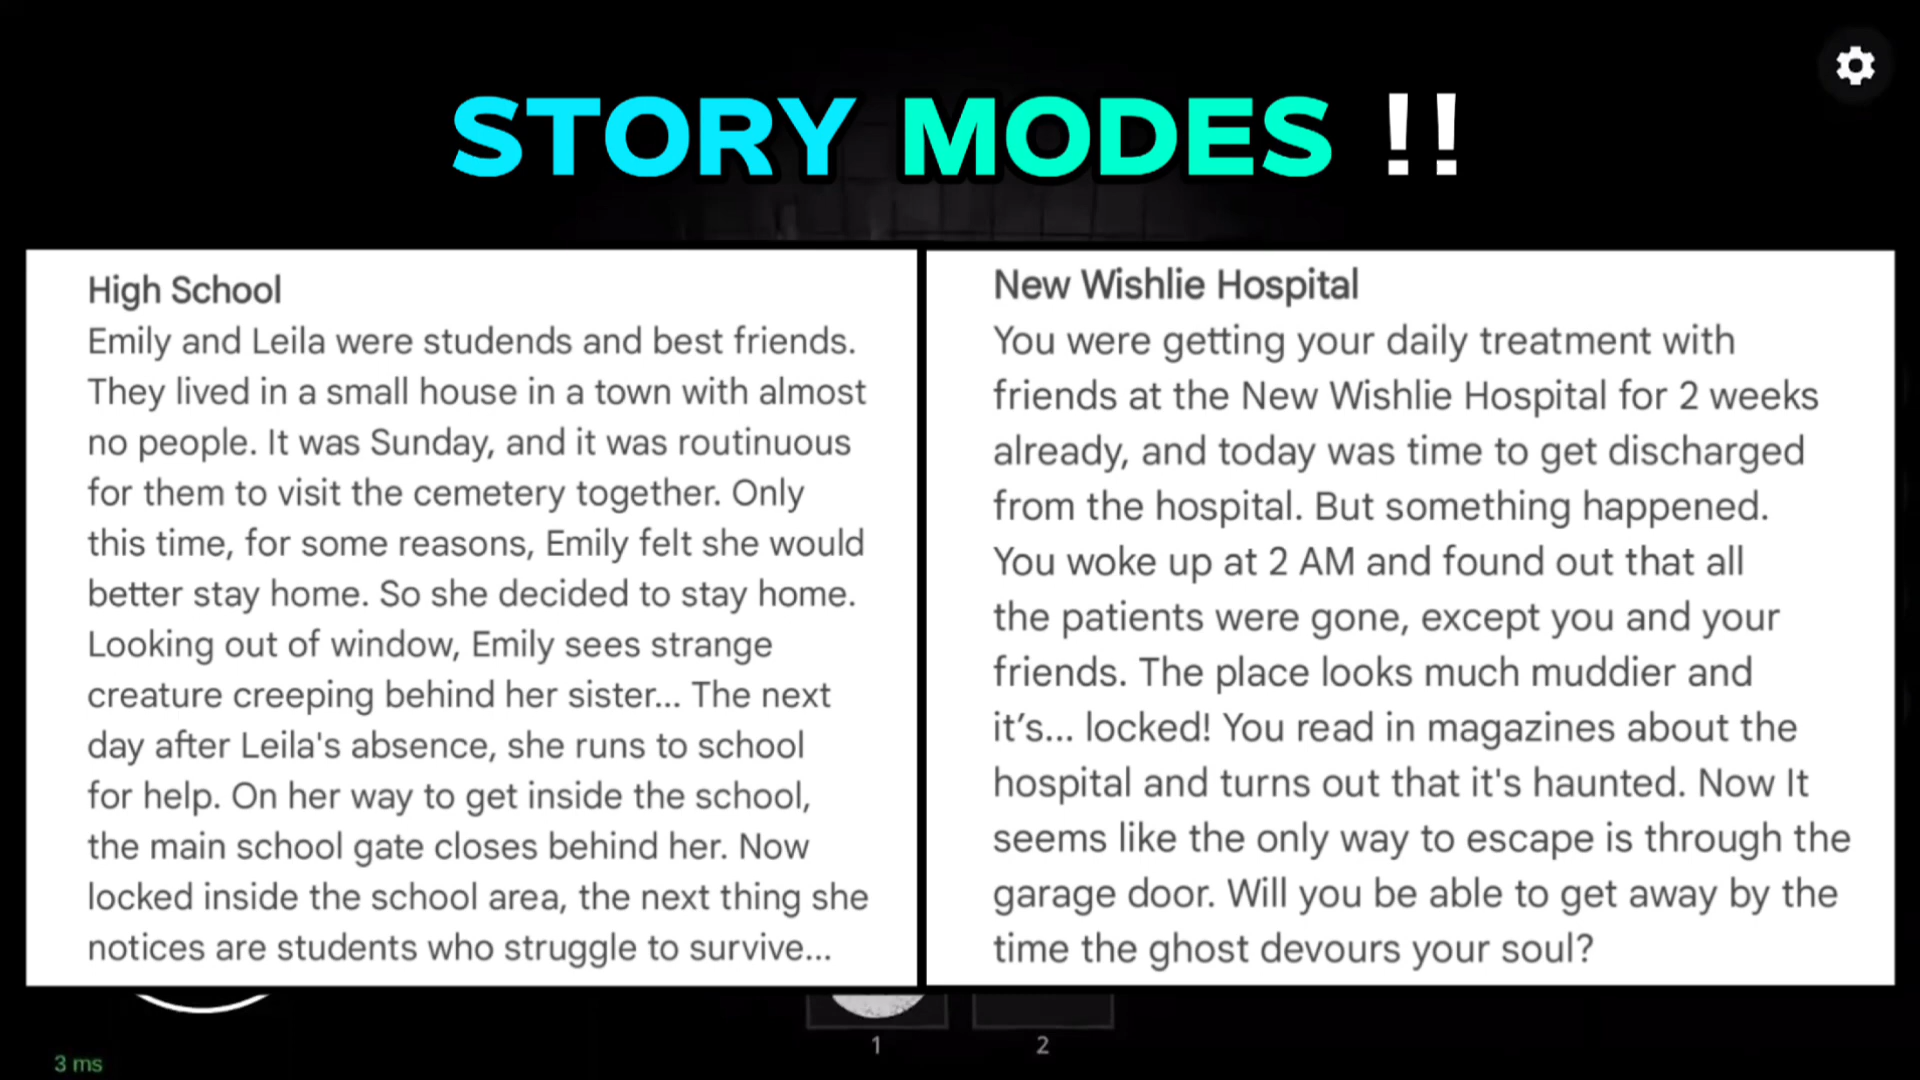 STORY MODES !!
High School
Emily and Leila were studends and best friends.
They lived in a small house in a town with almost
no people. It was Sunday, and it was routinuous
for them to visit the cemetery together. Only
this time, for some reasons, Emily felt she would
better stay home. So she decided to stay home.
Looking out of window, Emily sees strange
creature creeping behind her sister... The next
day after Leila's absence, she runs to school
for help. On her way to get inside the school,
the main school gate closes behind her. Now
locked inside the school area, the next thing she
notices are students who struggle to survive...
New Wishlie Hospital
You were getting your daily treatment with
friends at the New Wishlie Hospital for 2 weeks
already, and today was time to get discharged
from the hospital. But something happened.
You woke up at 2 AM and found out that all
the patients were gone, except you and your
friends. The place looks much muddier and
it’s... locked! You read in magazines about the
hospital and turns out that it's haunted. Now It
seems like the only way to escape is through the
garage door. Will you be able to get away by the
time the ghost devours your soul?
1
2
3 ms